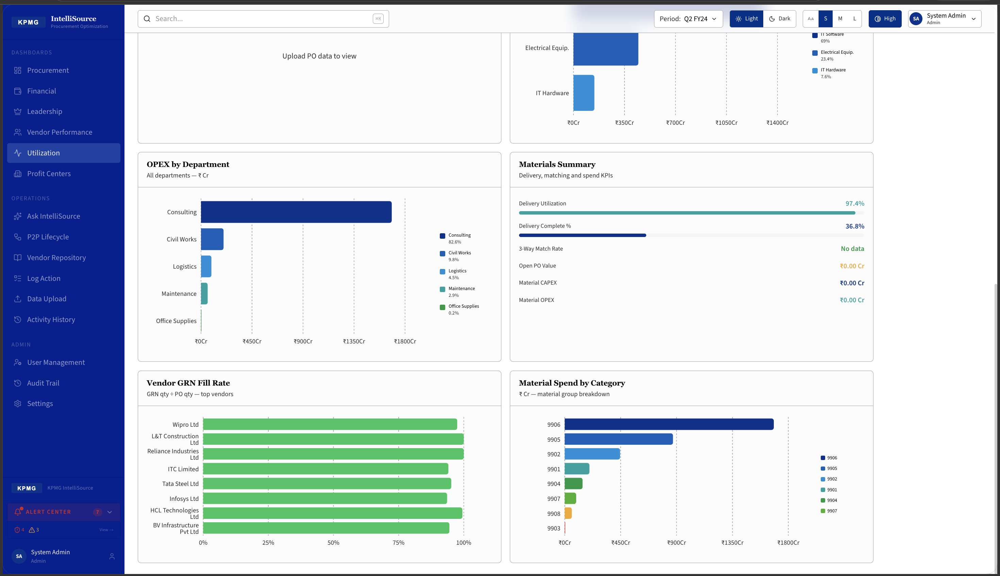 KPMG
IntelliSource
Procurement Optimization
DASHBOARDS
Procurement
Financial
Leadership
Vendor Performance
Utilization
Profit Centers
OPERATIONS
Ask IntelliSource
P2P Lifecycle
Vendor Repository
Log Action
Data Upload
Activity History
ADMIN
User Management
Audit Trail
Settings
KPMG
KPMG IntelliSource
ALERT CENTER
7
4
3
View →
SA
System Admin
Admin
Search...
⌘K
Period: Q2 FY24
Light
Dark
AA
S
M
L
High
SA
System Admin
Admin
Upload PO data to view
Electrical Equip.
IT Hardware
₹0Cr
₹350Cr
₹700Cr
₹1050Cr
₹1400Cr
IT Software
69%
Electrical Equip.
23.4%
IT Hardware
7.6%
OPEX by Department
All departments — ₹ Cr
Consulting
Civil Works
Logistics
Maintenance
Office Supplies
₹0Cr
₹450Cr
₹900Cr
₹1350Cr
₹1800Cr
Consulting
82.6%
Civil Works
9.8%
Logistics
4.5%
Maintenance
2.9%
Office Supplies
0.2%
Materials Summary
Delivery, matching and spend KPIs
Delivery Utilization
97.4%
Delivery Complete %
36.8%
3-Way Match Rate
No data
Open PO Value
₹0.00 Cr
Material CAPEX
₹0.00 Cr
Material OPEX
₹0.00 Cr
Vendor GRN Fill Rate
GRN qty ÷ PO qty — top vendors
Wipro Ltd
L&T Construction
Ltd
Reliance Industries
Ltd
ITC Limited
Tata Steel Ltd
Infosys Ltd
HCL Technologies
Ltd
BV Infrastructure
Pvt Ltd
0%
25%
50%
75%
100%
Material Spend by Category
₹ Cr — material group breakdown
9906
9905
9902
9901
9904
9907
9908
9903
₹0Cr
₹450Cr
₹900Cr
₹1350Cr
₹1800Cr
9906
9905
9902
9901
9904
9907